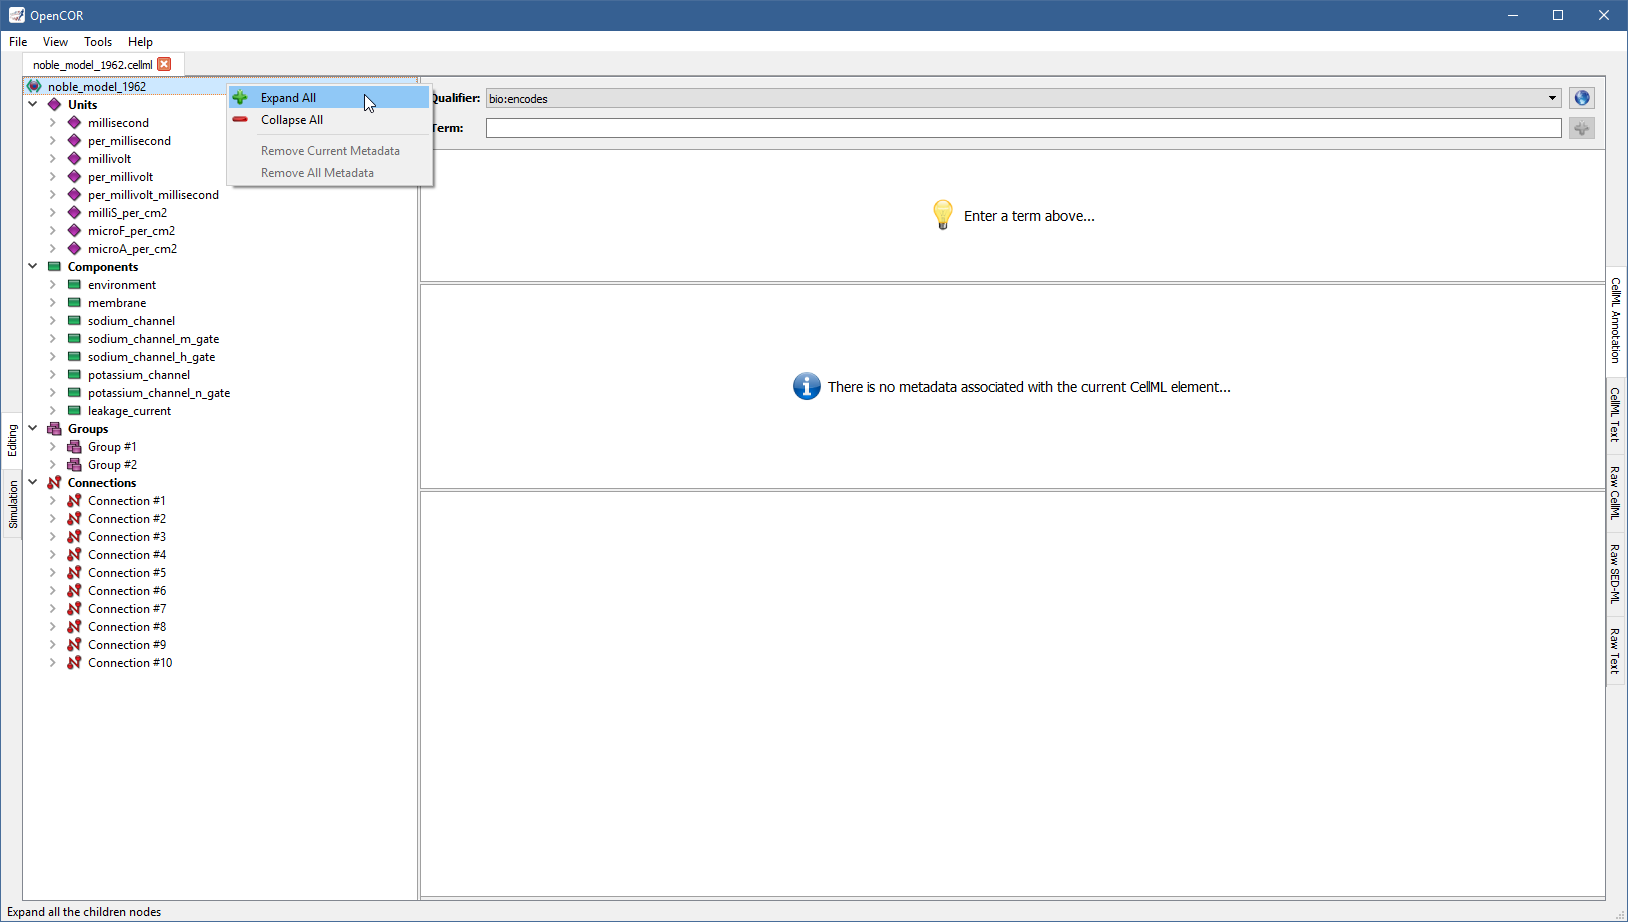 OpenCOR
File View Tools Help
noble_model_1962.cellml
noble_model_1962
Units
millisecond
per_millisecond
millivolt
per_millivolt
per_millivolt_millisecond
milliS_per_cm2
microF_per_cm2
microA_per_cm2
Components
environment
membrane
sodium_channel
sodium_channel_m_gate
sodium_channel_h_gate
potassium_channel
potassium_channel_n_gate
leakage_current
Groups
Group #1
Group #2
Connections
Connection #1
Connection #2
Connection #3
Connection #4
Connection #5
Connection #6
Connection #7
Connection #8
Connection #9
Connection #10
Expand All
Collapse All
Remove Current Metadata
Remove All Metadata
Qualifier: bio:encodes
Term:
Enter a term above...
There is no metadata associated with the current CellML element...
Editing
Simulation
CellML Annotation
CellML Text
Raw CellML
Raw SED-ML
Raw Text
Expand all the children nodes